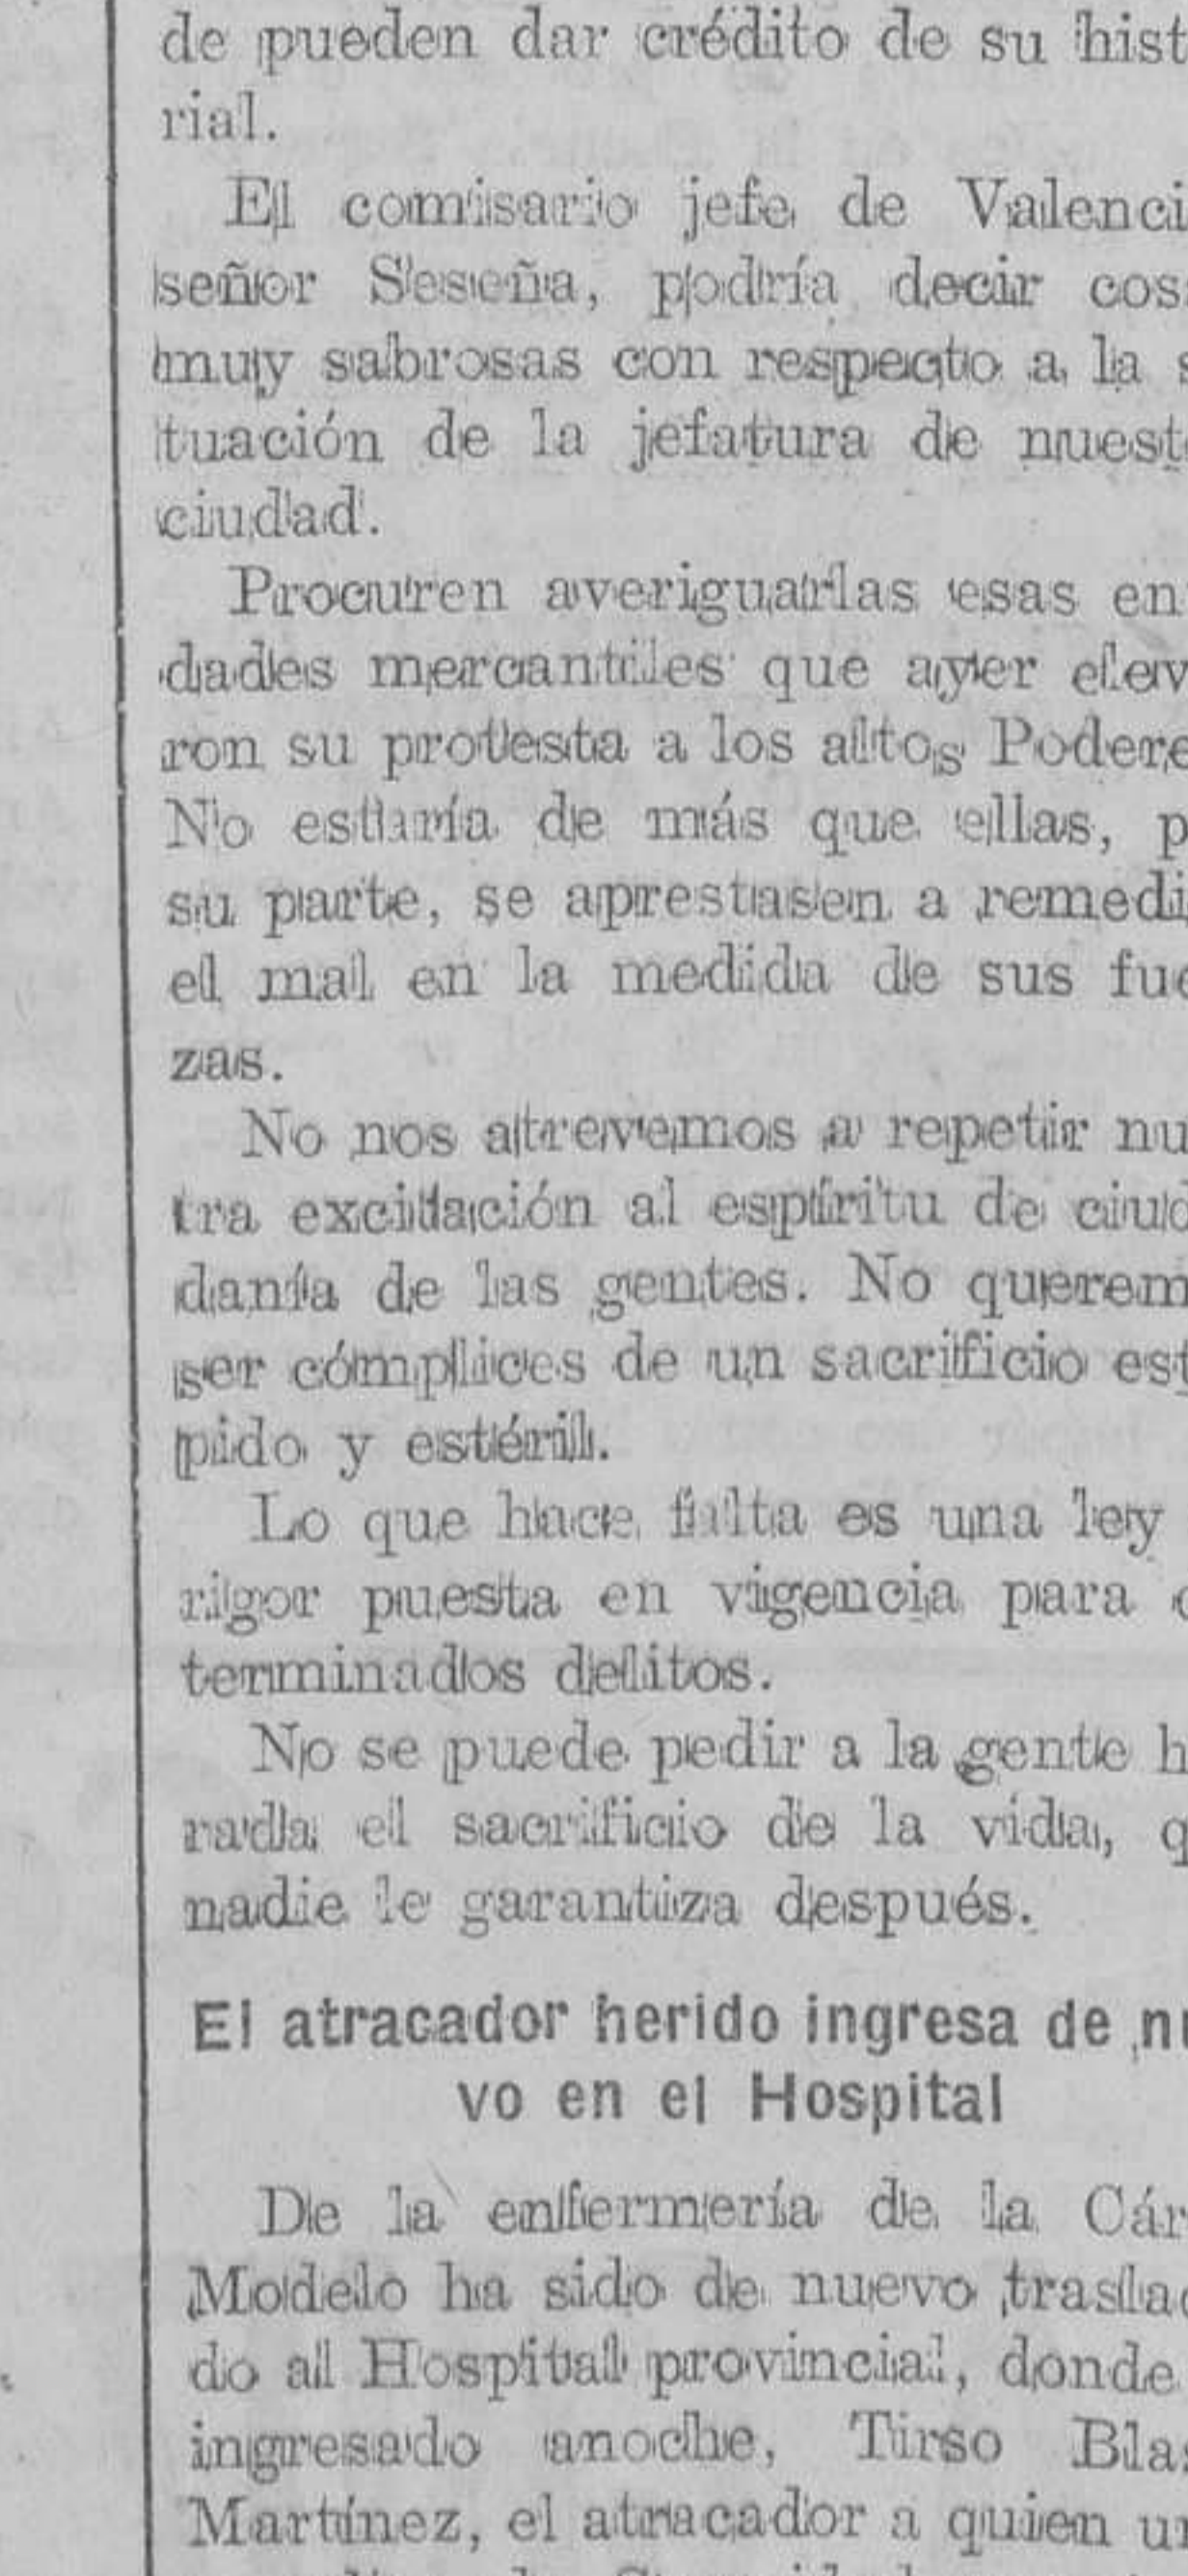 de pueden dar crédito de su hist
rial.
El comisario jefe de Valenci
señor Seseña, podría decir cos
muy sabrosas con respecto a la s
tuación de la jefatura de nuest
ciudad.
Procuren averiguarlas esas en
dades mercantiles que ayer elev
ron su protesta a los altos Podere
No estaría de más que ellas, p
su parte, se aprestasen a remedi
el mal en la medida de sus fue
zas.
No nos atrevemos a repetir nu
tra excitación al espíritu de ciud
danía de las gentes. No querem
ser cómplices de un sacrificio est
pido y estéril.
Lo que hace falta es una ley
rigor puesta en vigencia para
terminados delitos.
No se puede pedir a la gente h
rada el sacrificio de la vida, q
nadie le garantiza después.
El atracador herido ingresa de nu
vo en el Hospital
De la enfermería de la Cár
Modelo ha sido de nuevo traslad
do al Hospital provincial, donde
ingresado anoche, Tirso Blas
Martínez, el atracador a quien un